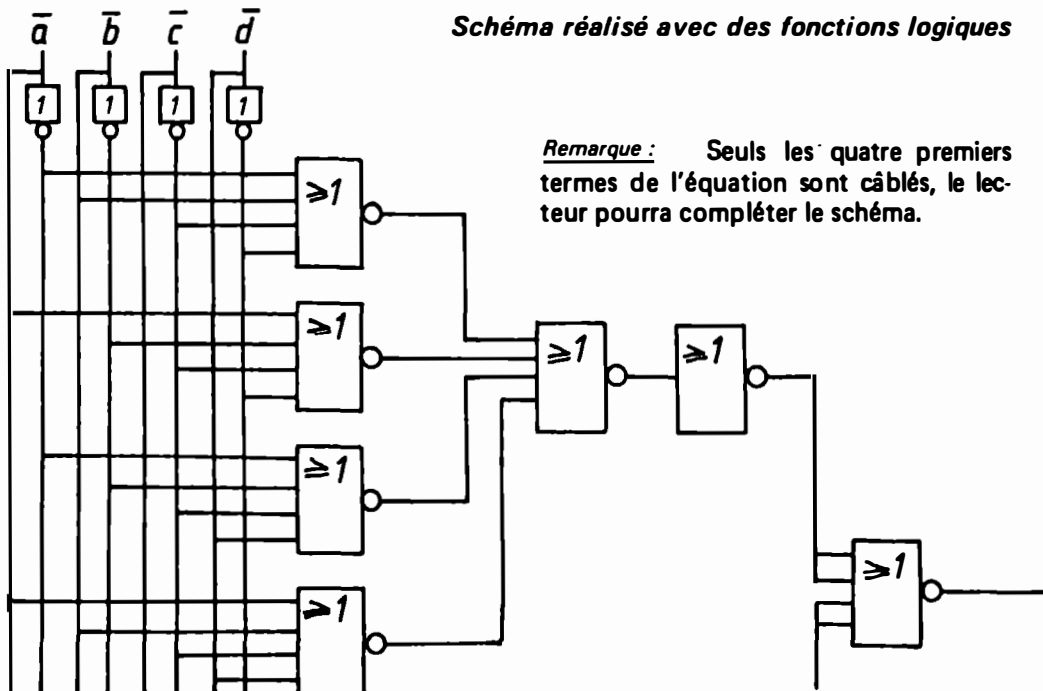 Schéma réalisé avec des fonctions logiques
a̅ b̅ c̅ d̅
1 1 1 1
Remarque : Seuls les quatre premiers
termes de l'équation sont câblés, le lec-
teur pourra compléter le schéma.
≥1
≥1
≥1 ≥1
≥1
≥1
≥1